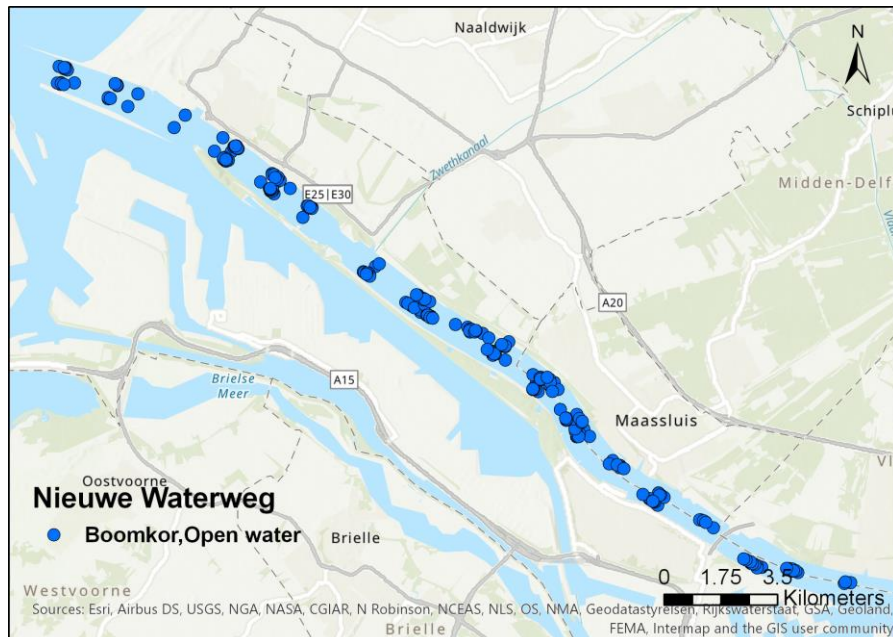 Naaldwijk
N
Schiplu
Zwethkanaal
Midden-Delf
E25|E30
A20
Brielse
Meer
A15
Maassluis
Vl
Oostvoorne
Nieuwe Waterweg
Boomkor,Open water
Brielle
0 1.75 3.5
Kilometers
Westvoorne
Sources: Esri, Airbus DS, USGS, NGA, NASA, CGIAR, N Robinson, NCEAS, NLS, OS, NMA, Geodatastyrelsen, Rijkswaterstaat, GSA, Geoland,
Brielle
FEMA, Intermap and the GIS user community